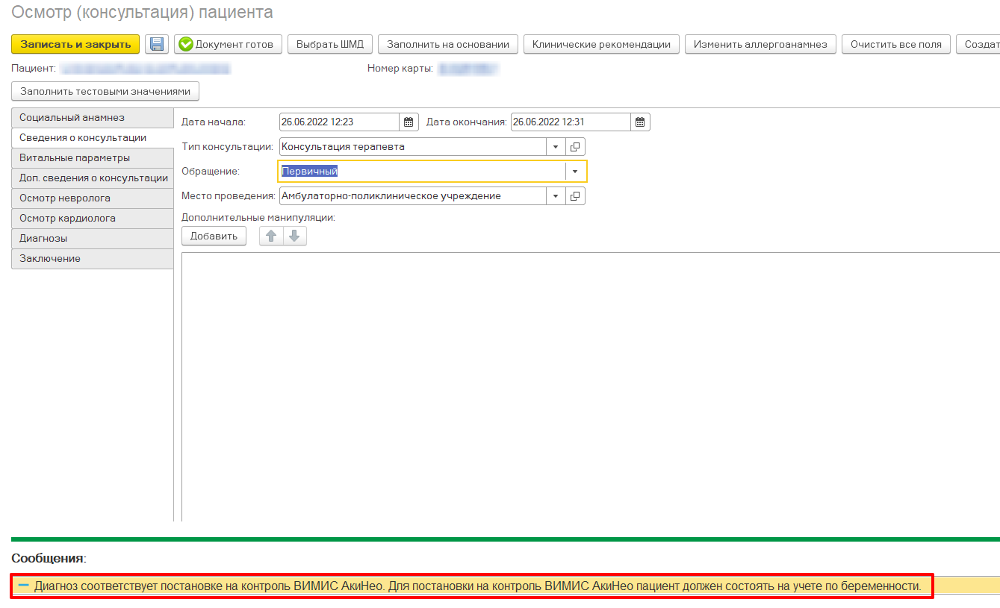 Осмотр (консультация) пациента
Записать и закрыть Документ готов Выбрать ШМД Заполнить на основании Клинические рекомендации Изменить аллергоанамнез Очистить все поля Создат
Пациент: Номер карты:
Заполнить тестовыми значениями
Социальный анамнез
Сведения о консультации
Витальные параметры
Доп. сведения о консультации
Осмотр невролога
Осмотр кардиолога
Диагнозы
Заключение
Дата начала: 26.06.2022 12:23 Дата окончания: 26.06.2022 12:31
Тип консультации: Консультация терапевта
Обращение: Первичный
Место проведения: Амбулаторно-поликлиническое учреждение
Дополнительные манипуляции:
Добавить
Сообщения:
Диагноз соответствует постановке на контроль ВИМИС АкиНео. Для постановки на контроль ВИМИС АкиНео пациент должен состоять на учете по беременности.